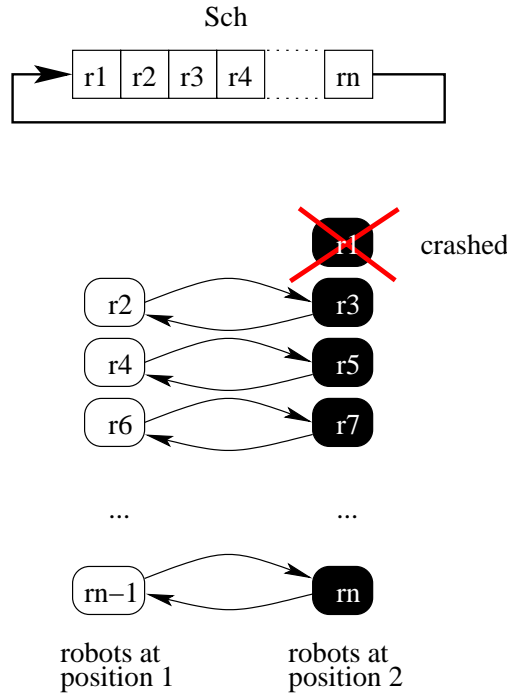 Sch
r1 r2 r3 r4 rn
r1 crashed
r2 r3
r4 r5
r6 r7
... ...
rn−1 rn
robots at robots at
position 1 position 2